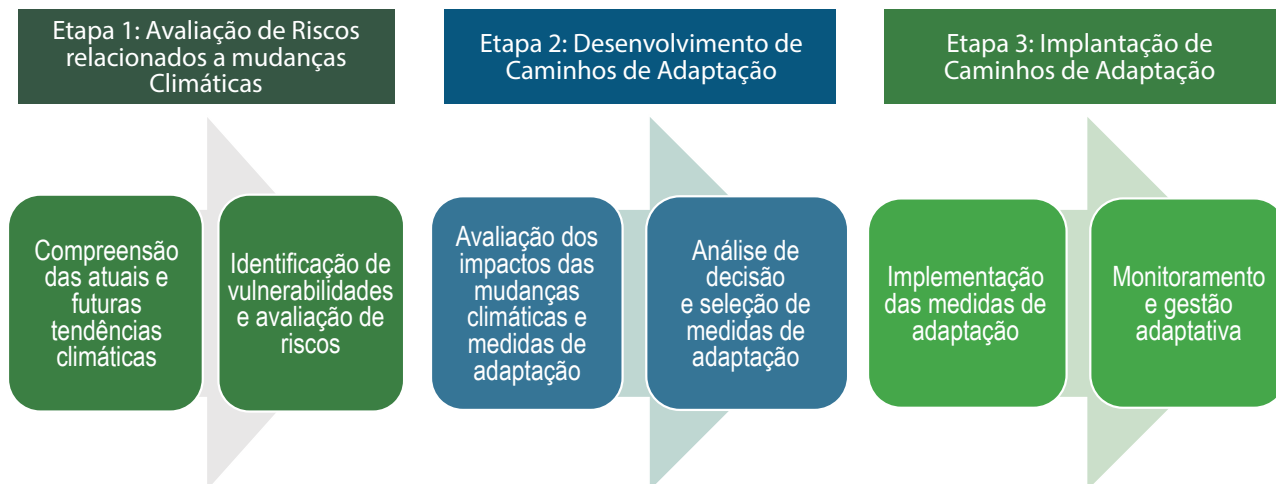 Etapa 1: Avaliação de Riscos
relacionados a mudanças
Climáticas
Etapa 2: Desenvolvimento de
Caminhos de Adaptação
Etapa 3: Implantação de
Caminhos de Adaptação
Compreensão
das atuais e
futuras
tendências
climáticas
Identificação de
vulnerabilidades
e avaliação de
riscos
Avaliação dos
impactos das
mudanças
climáticas e
medidas de
adaptação
Análise de
decisão
e seleção de
medidas de
adaptação
Implementação
das medidas de
adaptação
Monitoramento
e gestão
adaptativa